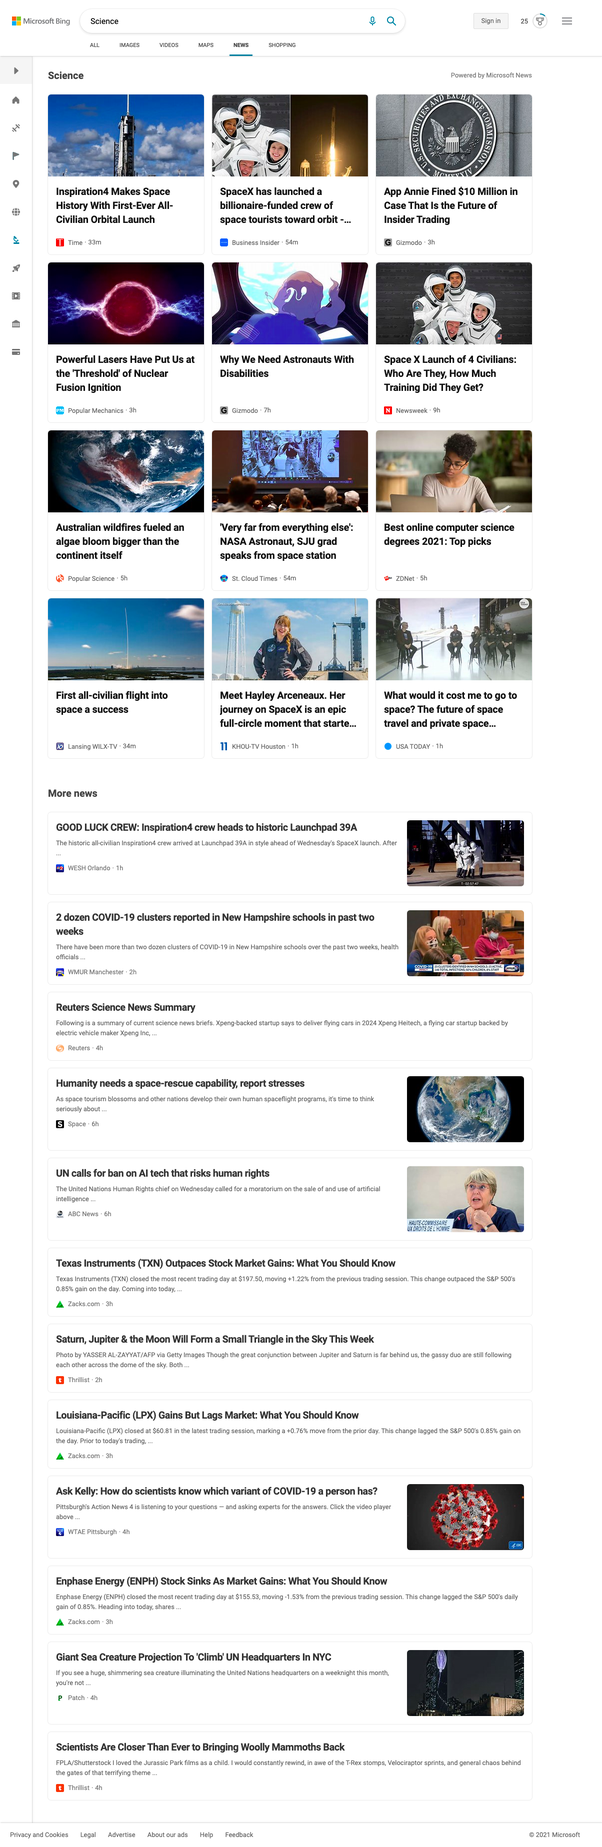 Microsoft Bing
Science
Sign in
25
ALL IMAGES VIDEOS MAPS NEWS SHOPPING
Science
Powered by Microsoft News
Inspiration4 Makes Space
History With First-Ever All-
Civilian Orbital Launch
Time · 33m
SpaceX has launched a
billionaire-funded crew of
space tourists toward orbit -...
Business Insider · 54m
App Annie Fined $10 Million in
Case That Is the Future of
Insider Trading
Gizmodo · 3h
Powerful Lasers Have Put Us at
the 'Threshold' of Nuclear
Fusion Ignition
Popular Mechanics · 3h
Why We Need Astronauts With
Disabilities
Gizmodo · 7h
Space X Launch of 4 Civilians:
Who Are They, How Much
Training Did They Get?
Newsweek · 9h
Australian wildfires fueled an
algae bloom bigger than the
continent itself
Popular Science · 5h
'Very far from everything else':
NASA Astronaut, SJU grad
speaks from space station
St. Cloud Times · 54m
Best online computer science
degrees 2021: Top picks
ZDNet · 5h
First all-civilian flight into
space a success
Lansing WILX-TV · 34m
Meet Hayley Arceneaux. Her
journey on SpaceX is an epic
full-circle moment that starte...
KHOU-TV Houston · 1h
What would it cost me to go to
space? The future of space
travel and private space...
USA TODAY · 1h
More news
GOOD LUCK CREW: Inspiration4 crew heads to historic Launchpad 39A
The historic all-civilian Inspiration4 crew arrived at Launchpad 39A in style ahead of Wednesday's SpaceX launch. After
...
WESH Orlando · 1h
2 dozen COVID-19 clusters reported in New Hampshire schools in past two
weeks
There have been more than two dozen clusters of COVID-19 in New Hampshire schools over the past two weeks, health
officials ...
WMUR Manchester · 2h
Reuters Science News Summary
Following is a summary of current science news briefs. Xpeng-backed startup says to deliver flying cars in 2024 Xpeng Heitech, a flying car startup backed by
electric vehicle maker Xpeng Inc, ...
Reuters · 4h
Humanity needs a space-rescue capability, report stresses
As space tourism blossoms and other nations develop their own human spaceflight programs, it's time to think
seriously about ...
Space · 6h
UN calls for ban on AI tech that risks human rights
The United Nations Human Rights chief on Wednesday called for a moratorium on the sale of and use of artificial
intelligence ...
ABC News · 6h
HAUTE-COMMISSAIRE
UX DROITS DE L'HOMME
Texas Instruments (TXN) Outpaces Stock Market Gains: What You Should Know
Texas Instruments (TXN) closed the most recent trading day at $197.50, moving +1.22% from the previous trading session. This change outpaced the S&P 500's
0.85% gain on the day. Coming into today, ...
Zacks.com · 3h
Saturn, Jupiter & the Moon Will Form a Small Triangle in the Sky This Week
Photo by YASSER AL-ZAYYAT/AFP via Getty Images Though the great conjunction between Jupiter and Saturn is far behind us, the gassy duo are still following
each other across the dome of the sky. Both ...
Thrillist · 2h
Louisiana-Pacific (LPX) Gains But Lags Market: What You Should Know
Louisiana-Pacific (LPX) closed at $60.81 in the latest trading session, marking a +0.76% move from the prior day. This change lagged the S&P 500's 0.85% gain on
the day. Prior to today's trading, ...
Zacks.com · 3h
Ask Kelly: How do scientists know which variant of COVID-19 a person has?
Pittsburgh's Action News 4 is listening to your questions — and asking experts for the answers. Click the video player
above ...
WTAE Pittsburgh · 4h
Enphase Energy (ENPH) Stock Sinks As Market Gains: What You Should Know
Enphase Energy (ENPH) closed the most recent trading day at $155.53, moving -1.53% from the previous trading session. This change lagged the S&P 500's daily
gain of 0.85%. Heading into today, shares ...
Zacks.com · 3h
Giant Sea Creature Projection To 'Climb' UN Headquarters In NYC
If you see a huge, shimmering sea creature illuminating the United Nations headquarters on a weeknight this month,
you're not ...
Patch · 4h
Scientists Are Closer Than Ever to Bringing Woolly Mammoths Back
FPLA/Shutterstock I loved the Jurassic Park films as a child. I would constantly rewind, in awe of the T-Rex stomps, Velociraptor sprints, and general chaos behind
the gates of that terrifying theme ...
Thrillist · 4h
Privacy and Cookies Legal Advertise About our ads Help Feedback
© 2021 Microsoft